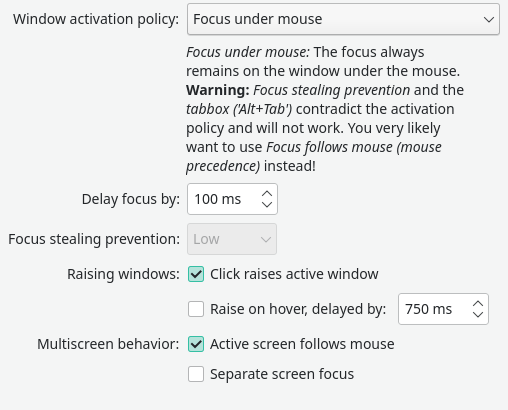 Window activation policy: Focus under mouse
Focus under mouse: The focus always
remains on the window under the mouse.
Warning: Focus stealing prevention and the
tabbox ('Alt+Tab') contradict the activation
policy and will not work. You very likely
want to use Focus follows mouse (mouse
precedence) instead!
Delay focus by: 100 ms
Focus stealing prevention: Low
Raising windows: Click raises active window
Raise on hover, delayed by: 750 ms
Multiscreen behavior: Active screen follows mouse
Separate screen focus